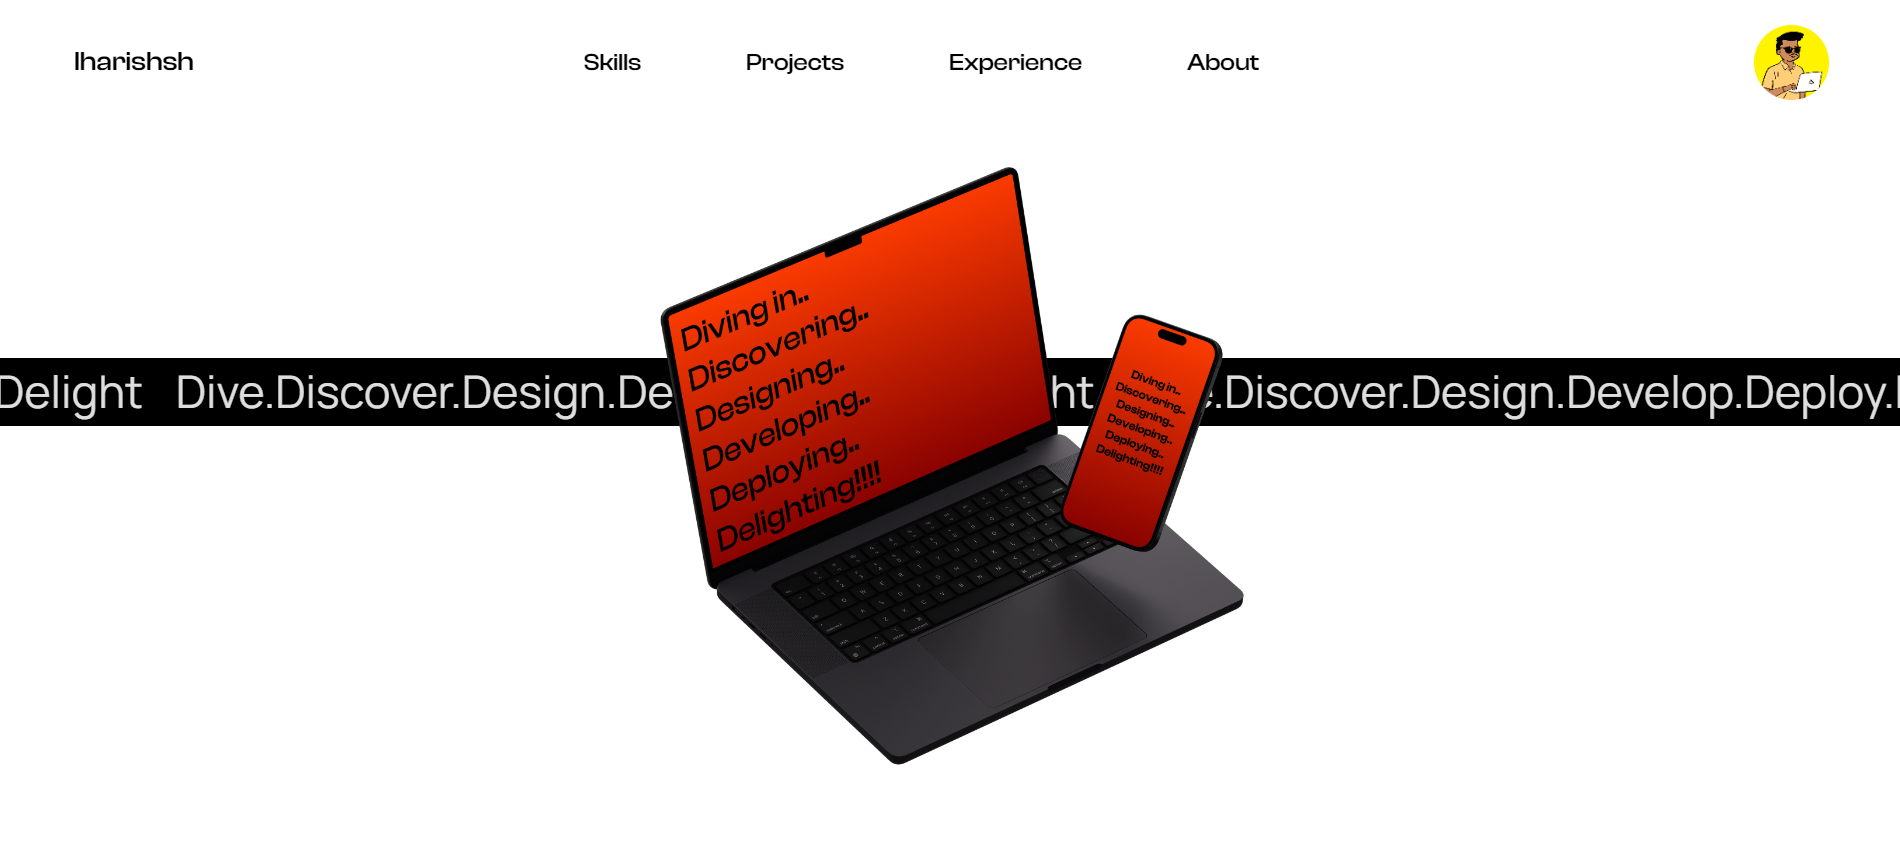 lharishsh
Skills
Projects
Experience
About
Diving in..
Discovering..
Designing..
Developing..
Deploying..
Delighting!!!!
Diving in..
Discovering..
Designing..
Developing..
Deploying..
Delighting!!!!
Delight Dive.Discover.Design.De ht .Discover.Design.Develop.Deploy.